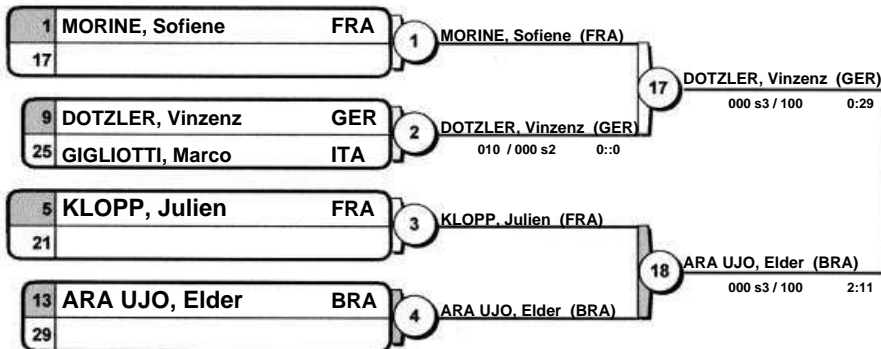 1 MORINE, Sofiene FRA
17
1
MORINE, Sofiene (FRA)
9 DOTZLER, Vinzenz GER
25 GIGLIOTTI, Marco ITA
2
DOTZLER, Vinzenz (GER)
010 / 000 s2 0::0
17
DOTZLER, Vinzenz (GER)
000 s3 / 100 0:29
5 KLOPP, Julien FRA
21
3
KLOPP, Julien (FRA)
13 ARA UJO, Elder BRA
29
4
ARA UJO, Elder (BRA)
18
ARA UJO, Elder (BRA)
000 s3 / 100 2:11